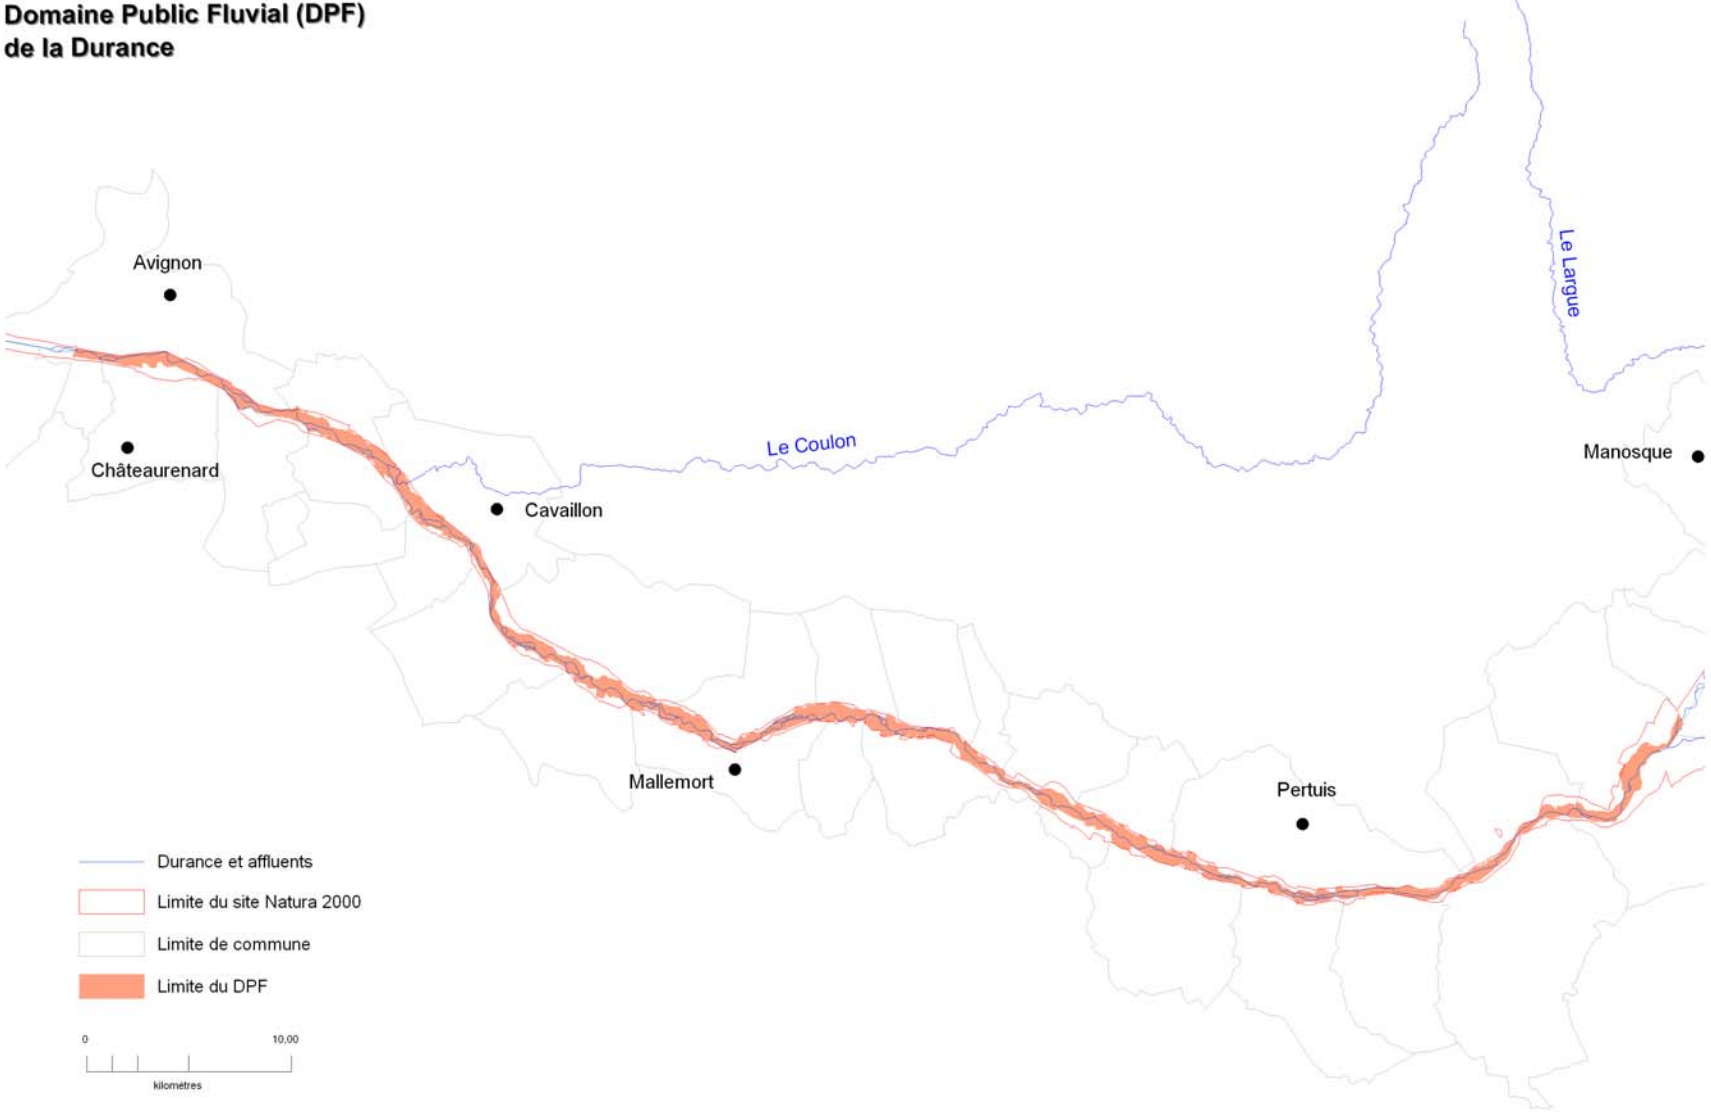 Domaine Public Fluvial (DPF)
de la Durance
Avignon
Le Largue
Châteaurenard
Le Coulon
Manosque
Cavaillon
Mallemort
Pertuis
Durance et affluents
Limite du site Natura 2000
Limite de commune
Limite du DPF
0 10,00
kilomètres